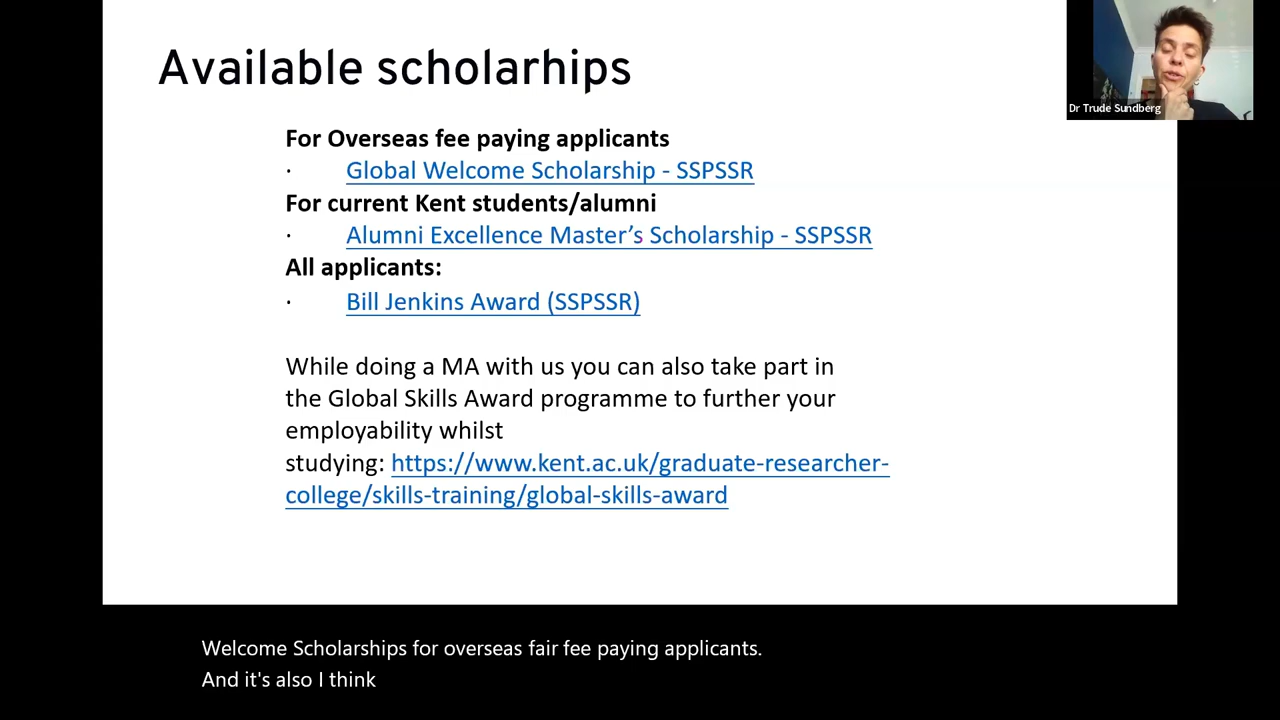 Available scholarhips
Dr Trude Sundberg
For Overseas fee paying applicants
· Global Welcome Scholarship - SSPSSR
For current Kent students/alumni
· Alumni Excellence Master’s Scholarship - SSPSSR
All applicants:
· Bill Jenkins Award (SSPSSR)
While doing a MA with us you can also take part in
the Global Skills Award programme to further your
employability whilst
studying: https://www.kent.ac.uk/graduate-researcher-
college/skills-training/global-skills-award
Welcome Scholarships for overseas fair fee paying applicants.
And it's also I think